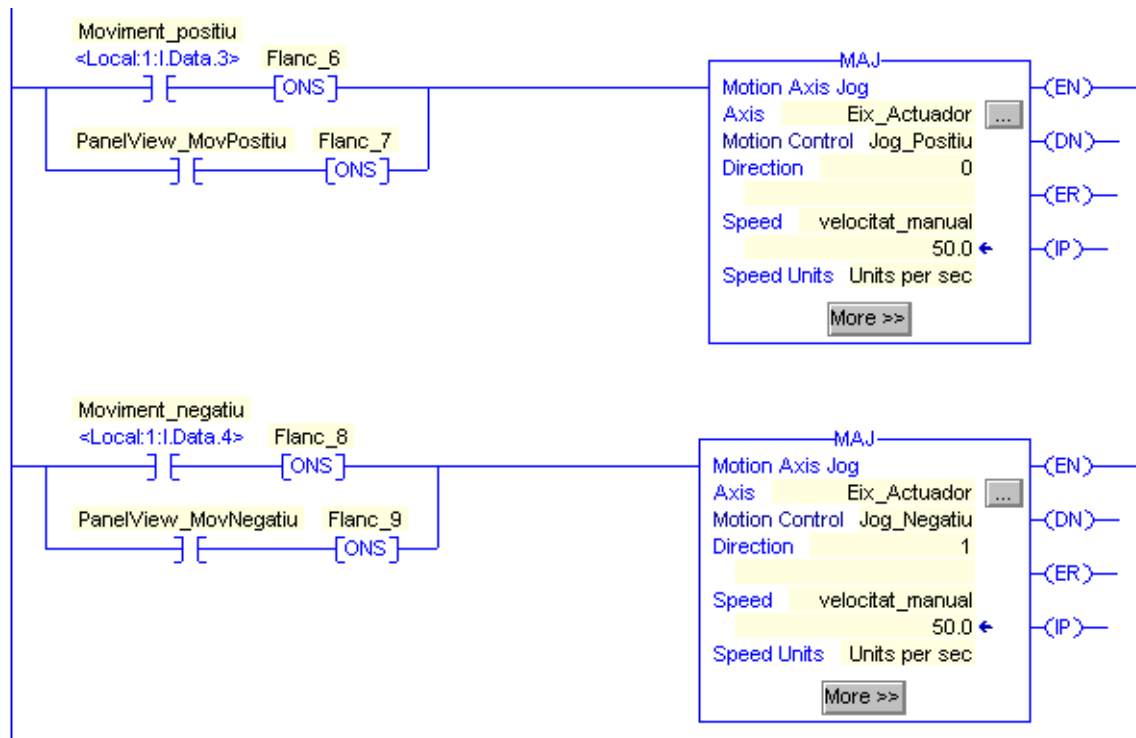 Moviment_positiu
<Local:1:I.Data.3> Flanc_6
ONS
PanelView_MovPositiu Flanc_7
ONS
MAJ
Motion Axis Jog
Axis Eix_Actuador ...
Motion Control Jog_Positiu
Direction 0
Speed velocitat_manual
50.0
Speed Units Units per sec
More >>
EN
DN
ER
IP
Moviment_negatiu
<Local:1:I.Data.4> Flanc_8
ONS
PanelView_MovNegatiu Flanc_9
ONS
MAJ
Motion Axis Jog
Axis Eix_Actuador ...
Motion Control Jog_Negatiu
Direction 1
Speed velocitat_manual
50.0
Speed Units Units per sec
More >>
EN
DN
ER
IP